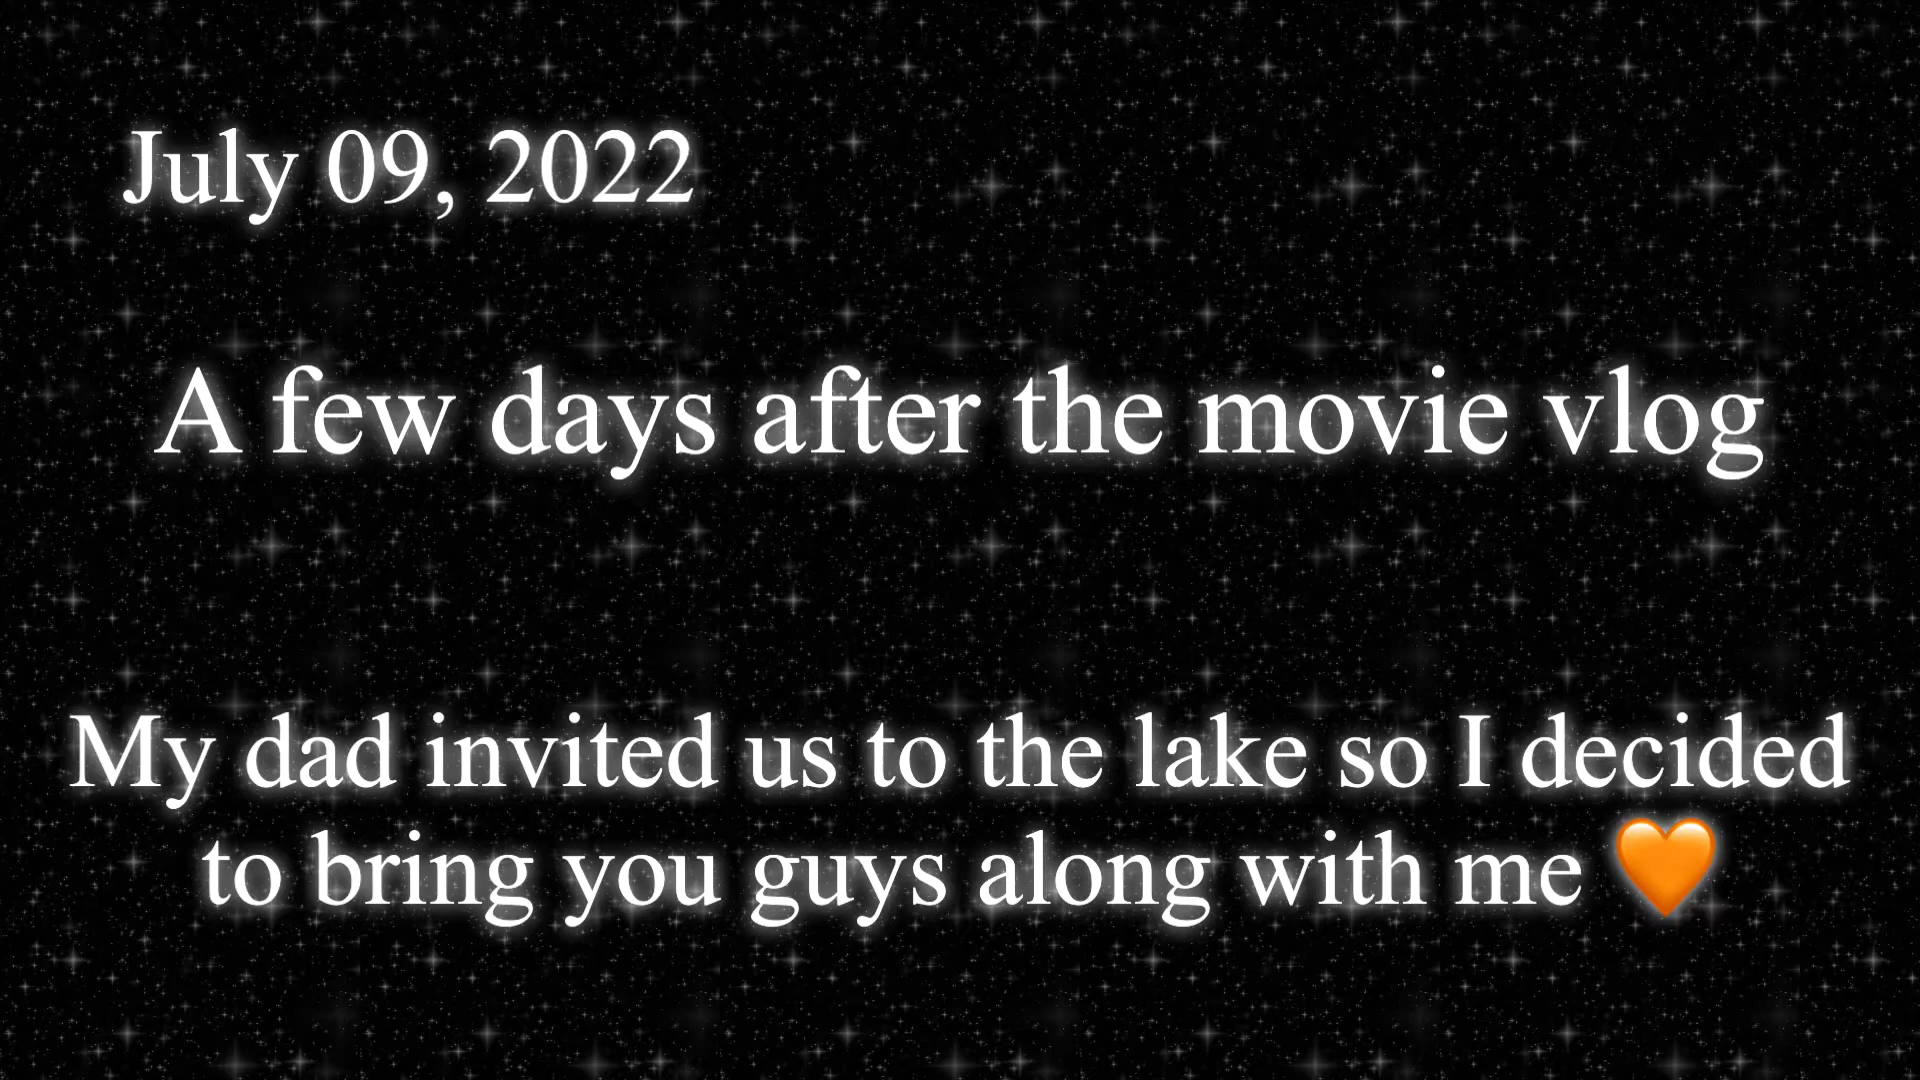 July 09, 2022
A few days after the movie vlog
My dad invited us to the lake so I decided
to bring you guys along with me 🧡